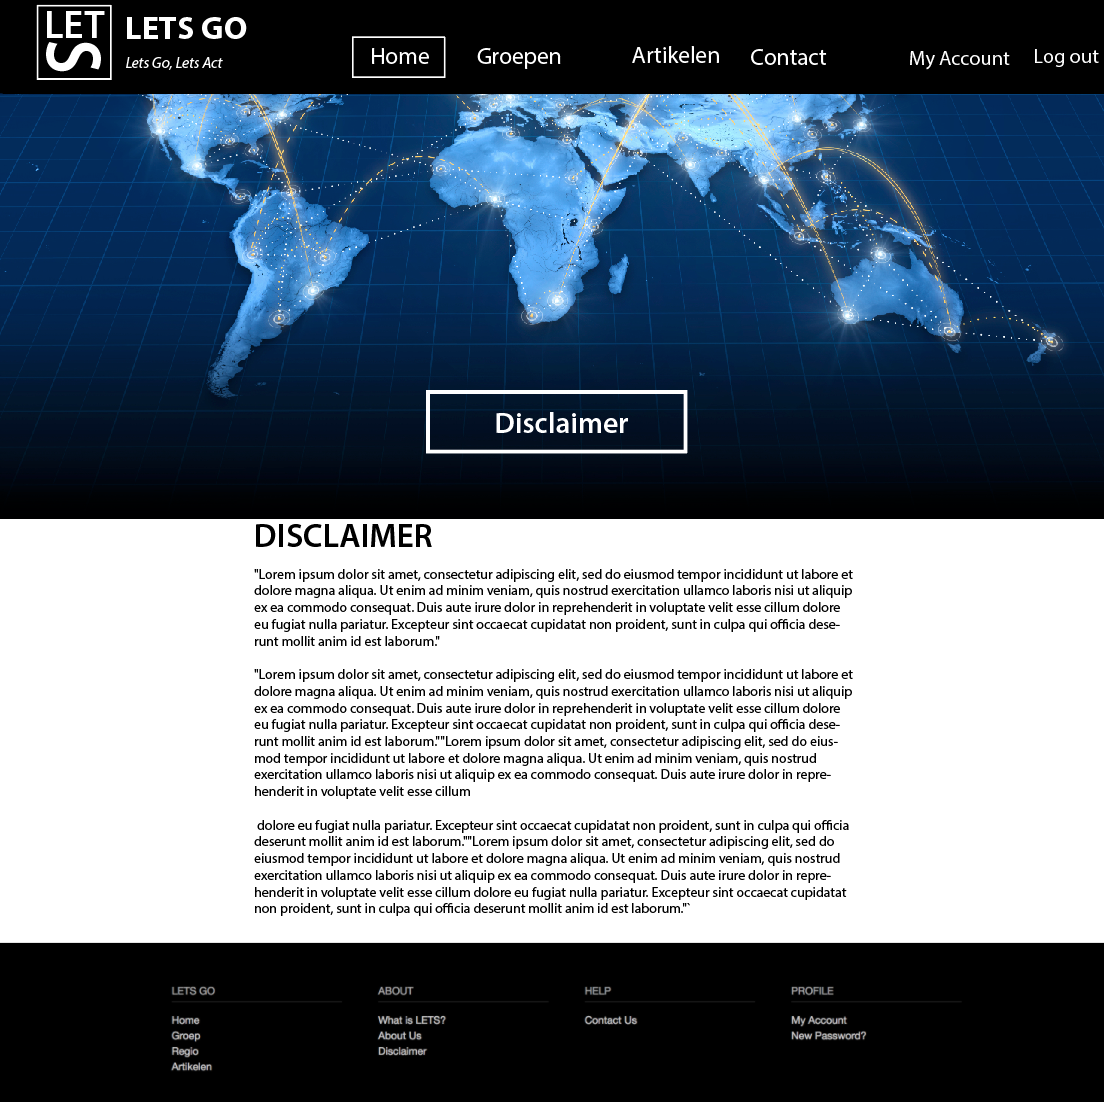 LET
S
LETS GO
Lets Go, Lets Act
Home
Groepen
Artikelen
Contact
My Account
Log out
Disclaimer
DISCLAIMER
"Lorem ipsum dolor sit amet, consectetur adipiscing elit, sed do eiusmod tempor incididunt ut labore et
dolore magna aliqua. Ut enim ad minim veniam, quis nostrud exercitation ullamco laboris nisi ut aliquip
ex ea commodo consequat. Duis aute irure dolor in reprehenderit in voluptate velit esse cillum dolore
eu fugiat nulla pariatur. Excepteur sint occaecat cupidatat non proident, sunt in culpa qui officia dese-
runt mollit anim id est laborum."
"Lorem ipsum dolor sit amet, consectetur adipiscing elit, sed do eiusmod tempor incididunt ut labore et
dolore magna aliqua. Ut enim ad minim veniam, quis nostrud exercitation ullamco laboris nisi ut aliquip
ex ea commodo consequat. Duis aute irure dolor in reprehenderit in voluptate velit esse cillum dolore
eu fugiat nulla pariatur. Excepteur sint occaecat cupidatat non proident, sunt in culpa qui officia dese-
runt mollit anim id est laborum.""Lorem ipsum dolor sit amet, consectetur adipiscing elit, sed do eius-
mod tempor incididunt ut labore et dolore magna aliqua. Ut enim ad minim veniam, quis nostrud
exercitation ullamco laboris nisi ut aliquip ex ea commodo consequat. Duis aute irure dolor in repre-
henderit in voluptate velit esse cillum
dolore eu fugiat nulla pariatur. Excepteur sint occaecat cupidatat non proident, sunt in culpa qui officia
deserunt mollit anim id est laborum.""Lorem ipsum dolor sit amet, consectetur adipiscing elit, sed do
eiusmod tempor incididunt ut labore et dolore magna aliqua. Ut enim ad minim veniam, quis nostrud
exercitation ullamco laboris nisi ut aliquip ex ea commodo consequat. Duis aute irure dolor in repre-
henderit in voluptate velit esse cillum dolore eu fugiat nulla pariatur. Excepteur sint occaecat cupidatat
non proident, sunt in culpa qui officia deserunt mollit anim id est laborum."`
LETS GO
Home
Groep
Regio
Artikelen
ABOUT
What is LETS?
About Us
Disclaimer
HELP
Contact Us
PROFILE
My Account
New Password?